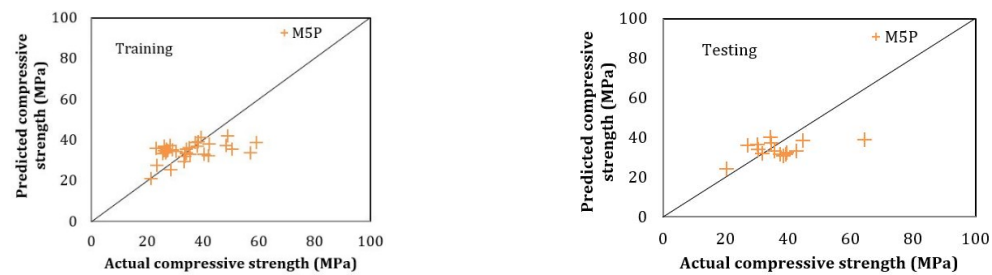 Predicted compressive
strength (MPa)
100
80
60
40
20
0
Training
+ M5P
0 20 40 60 80 100
Actual compressive strength (MPa)
Predicted compressive
strength (MPa)
100
80
60
40
20
0
Testing
+ M5P
0 20 40 60 80 100
Actual compressive strength (MPa)